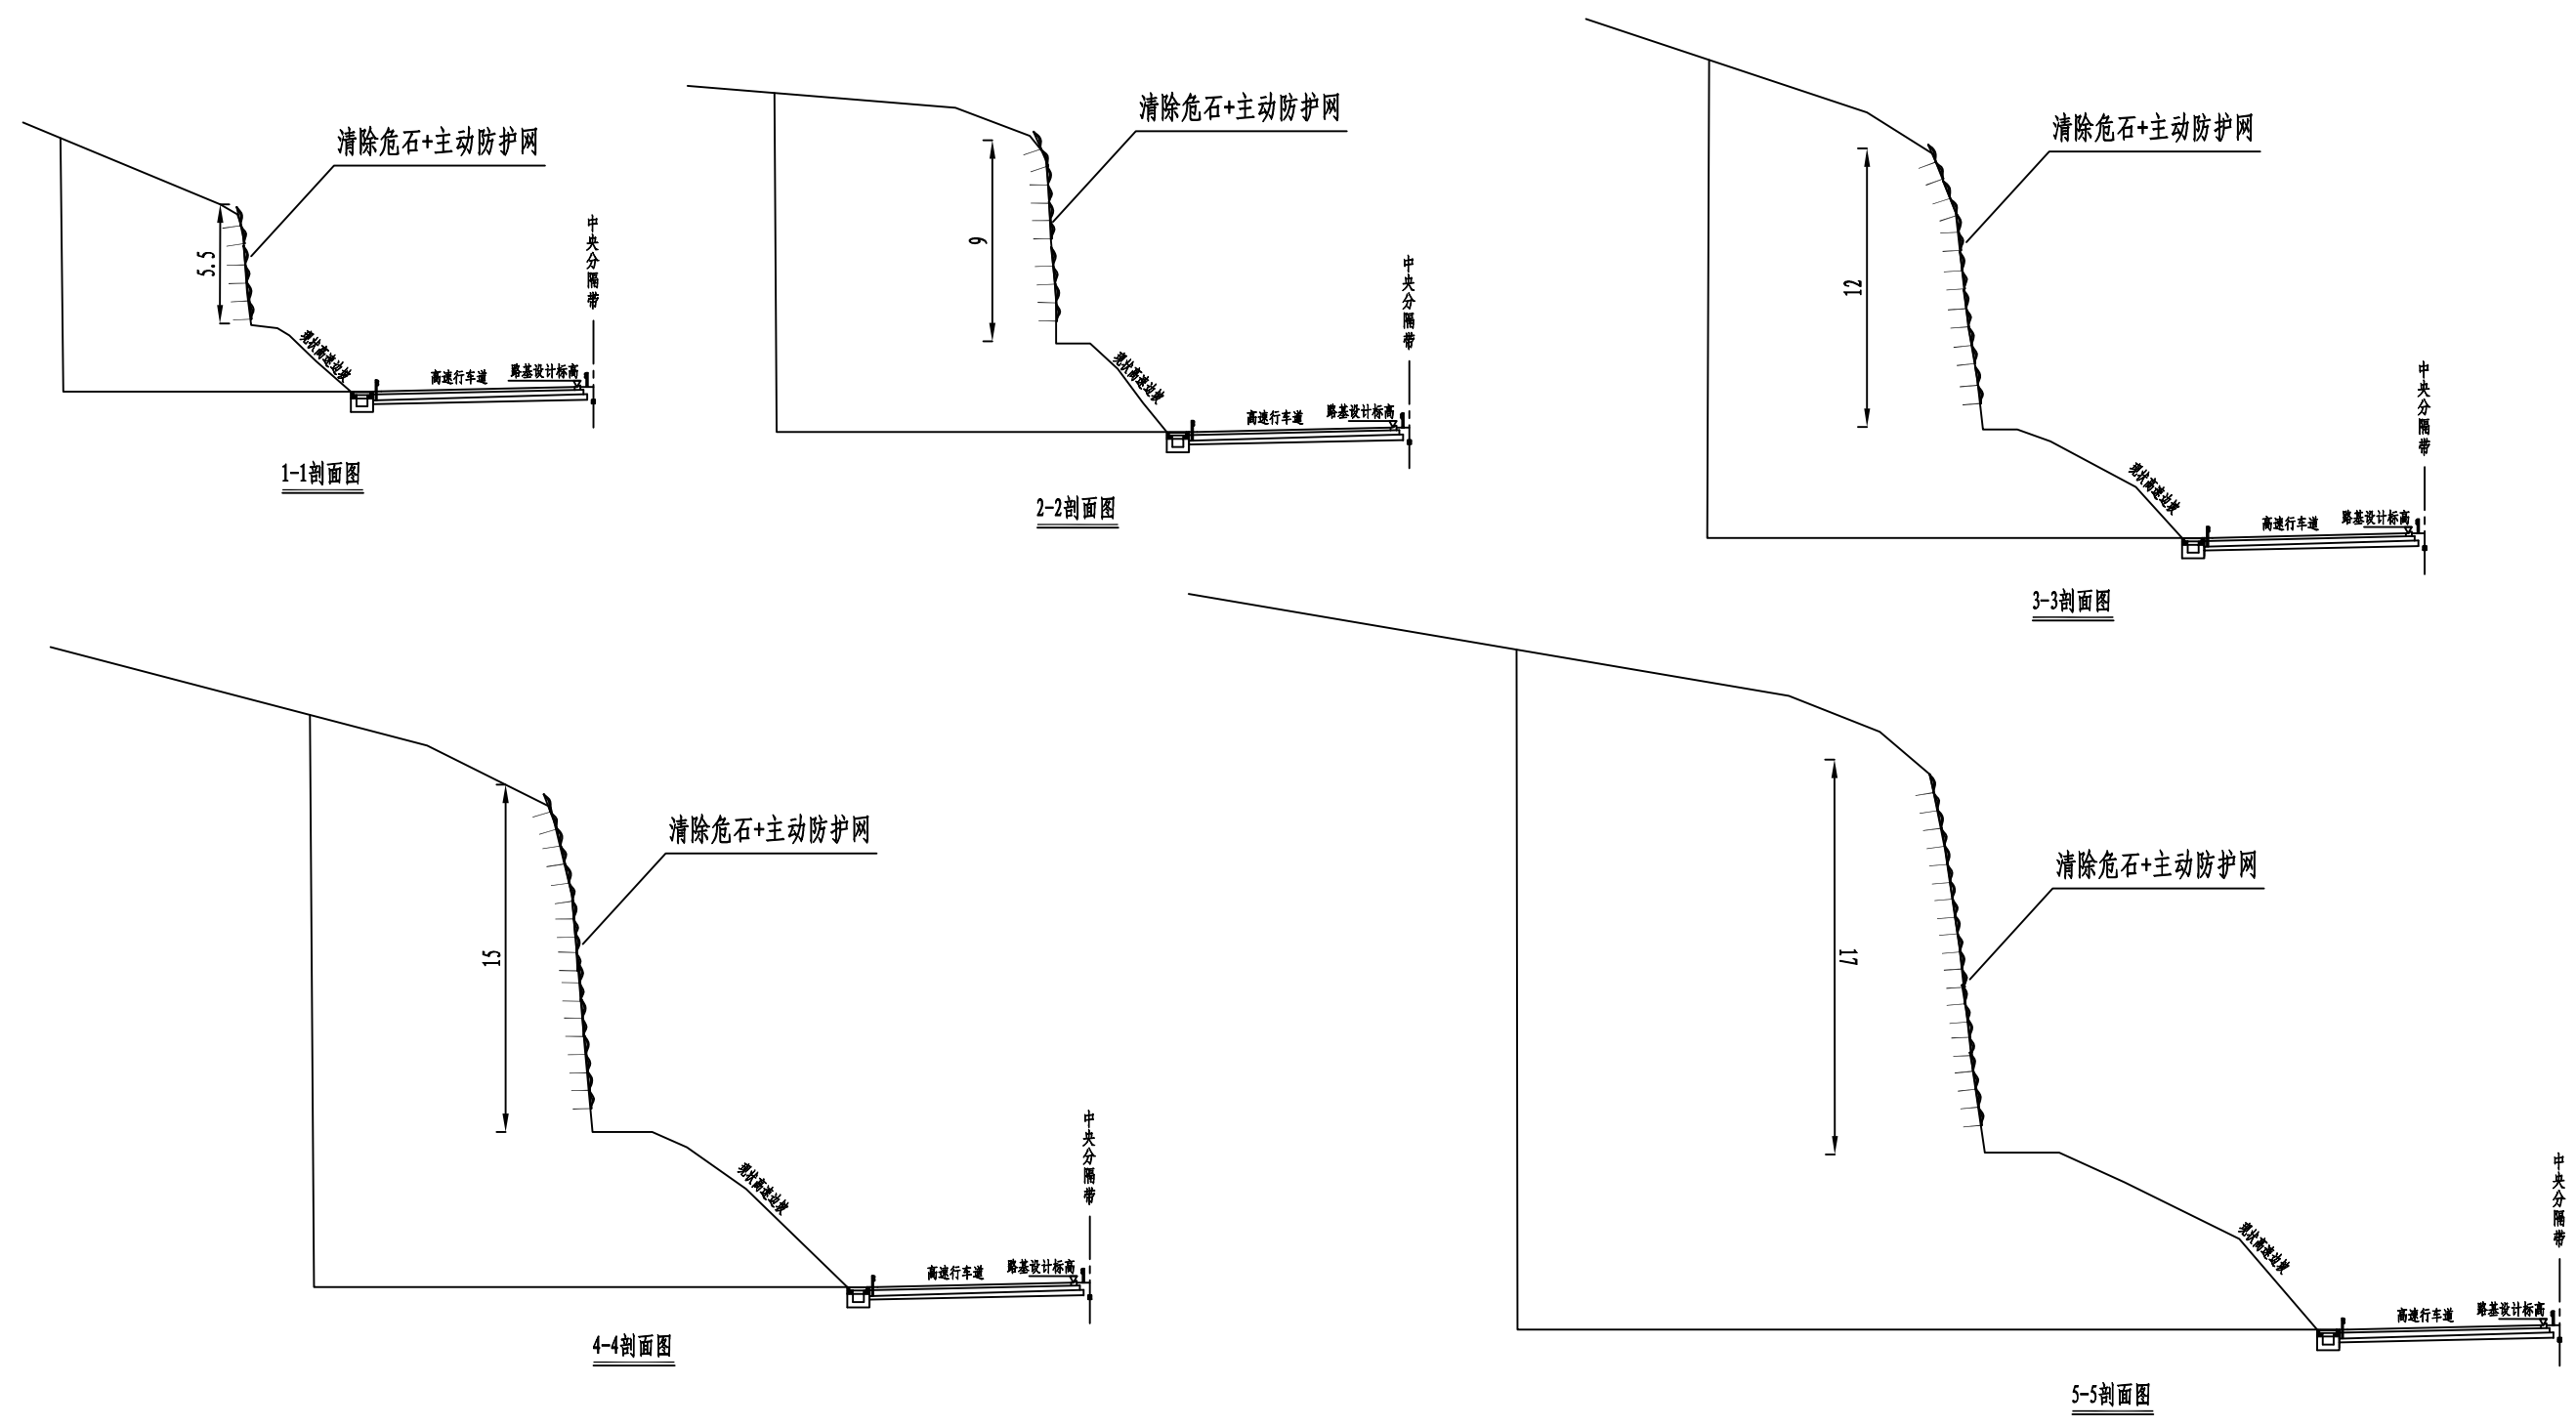 清除危石+主动防护网
5.5
中央分隔带
现状高速边坡
高速行车道
路基设计标高
1-1剖面图
清除危石+主动防护网
9
中央分隔带
现状高速边坡
高速行车道
路基设计标高
2-2剖面图
清除危石+主动防护网
12
中央分隔带
现状高速边坡
高速行车道
路基设计标高
3-3剖面图
清除危石+主动防护网
15
中央分隔带
现状高速边坡
高速行车道
路基设计标高
4-4剖面图
清除危石+主动防护网
17
中央分隔带
现状高速边坡
高速行车道
路基设计标高
5-5剖面图